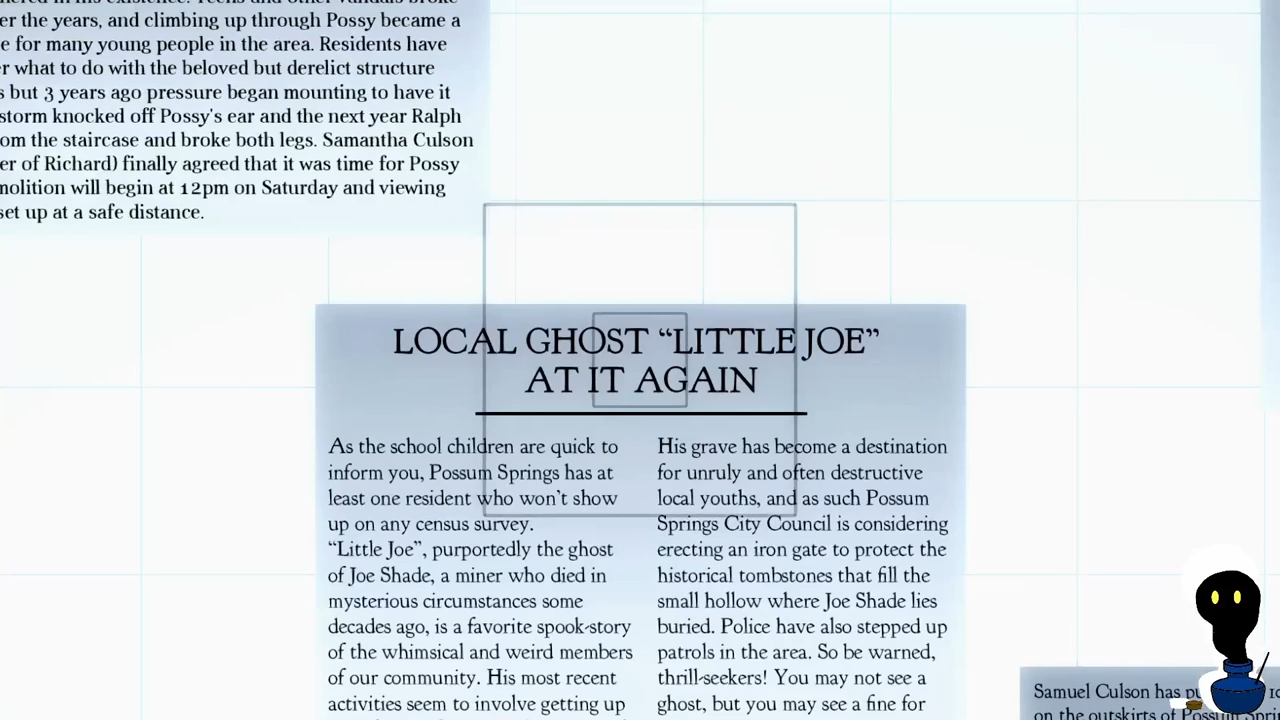 er the years, and climbing up through Possy became a
e for many young people in the area. Residents have
r what to do with the beloved but derelict structure
s but 3 years ago pressure began mounting to have it
storm knocked off Possy's ear and the next year Ralph
om the staircase and broke both legs. Samantha Culson
er of Richard) finally agreed that it was time for Possy
molition will begin at 12pm on Saturday and viewing
set up at a safe distance.
LOCAL GHOST “LITTLE JOE”
AT IT AGAIN
As the school children are quick to
inform you, Possum Springs has at
least one resident who won't show
up on any census survey.
“Little Joe”, purportedly the ghost
of Joe Shade, a miner who died in
mysterious circumstances some
decades ago, is a favorite spook-story
of the whimsical and weird members
of our community. His most recent
activities seem to involve getting up
His grave has become a destination
for unruly and often destructive
local youths, and as such Possum
Springs City Council is considering
erecting an iron gate to protect the
historical tombstones that fill the
small hollow where Joe Shade lies
buried. Police have also stepped up
patrols in the area. So be warned,
thrill-seekers! You may not see a
ghost, but you may see a fine for
Samuel Culson has pu
on the outskirts of Possum Spri